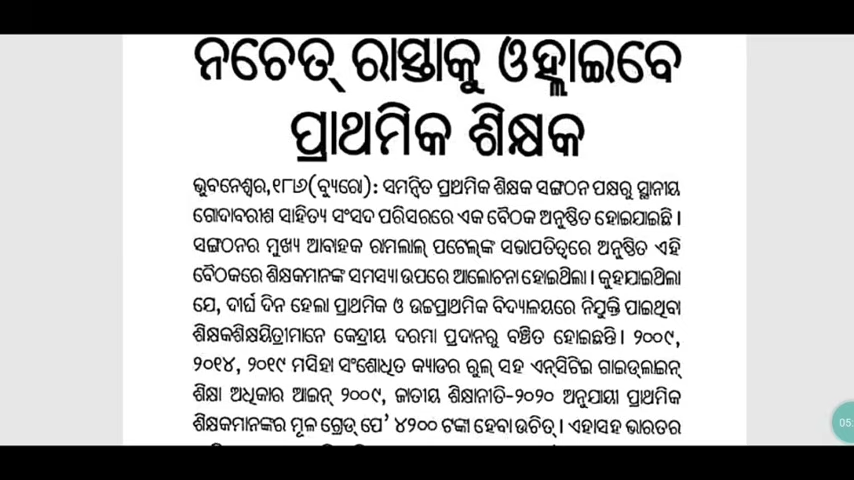 ନଚେତ୍ ରାସ୍ତାକୁ ଓହ୍ଲାଇବେ
ପ୍ରାଥମିକ ଶିକ୍ଷକ
ଭୁବନେଶ୍ୱର,୧୮ା୬(ବ୍ୟୁରୋ): ସମନ୍ୱିତ ପ୍ରାଥମିକ ଶିକ୍ଷକ ସଙ୍ଗଠନ ପକ୍ଷରୁ ସ୍ଥାନୀୟ
ଗୋଦାବରୀଶ ସାହିତ୍ୟ ସଂସଦ ପରିସରରେ ଏକ ବୈଠକ ଅନୁଷ୍ଠିତ ହୋଇଯାଇଛି ।
ସଙ୍ଗଠନର ମୁଖ୍ୟ ଆବାହକ ରାମଲାଲ୍ ପଟେଲ୍‌ଙ୍କ ସଭାପତିତ୍ୱରେ ଅନୁଷ୍ଠିତ ଏହି
ବୈଠକରେ ଶିକ୍ଷକମାନଙ୍କ ସମସ୍ୟା ଉପରେ ଆଲୋଚନା ହୋଇଥିଲା । କୁହାଯାଇଥିଲା
ଯେ, ଦୀର୍ଘ ଦିନ ହେଲା ପ୍ରାଥମିକ ଓ ଉଚ୍ଚପ୍ରାଥମିକ ବିଦ୍ୟାଳୟରେ ନିଯୁକ୍ତି ପାଇଥିବା
ଶିକ୍ଷକଶିକ୍ଷୟିତ୍ରୀମାନେ କେନ୍ଦ୍ରୀୟ ଦରମା ପ୍ରଦାନରୁ ବଞ୍ଚିତ ହୋଇଛନ୍ତି । ୨୦୦୯,
୨୦୧୪, ୨୦୧୯ ମସିହା ସଂଶୋଧିତ କ୍ୟାଡର ରୁଲ୍ ସହ ଏନ୍‌ସିଟିଇ ଗାଇଡ୍‌ଲାଇନ୍
ଶିକ୍ଷା ଅଧିକାର ଆଇନ୍ ୨୦୦୯, ଜାତୀୟ ଶିକ୍ଷାନୀତି-୨୦୨୦ ଅନୁଯାୟୀ ପ୍ରାଥମିକ
ଶିକ୍ଷକମାନଙ୍କର ମୂଳ ଗ୍ରେଡ୍ ପେ’ ୪୨୦୦ ଟଙ୍କା ହେବା ଉଚିତ୍ । ଏହାସହ ଭାରତର